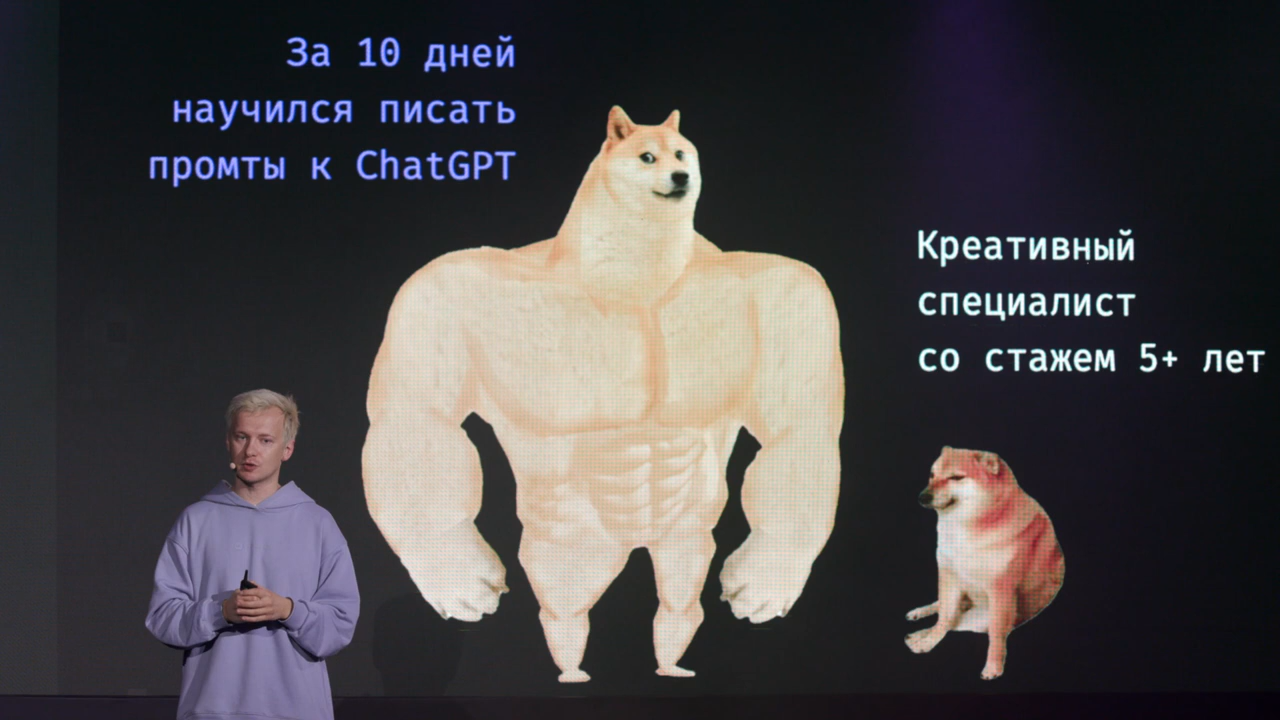 За 10 дней
научился писать
промты к ChatGPT
Креативный
специалист
со стажем 5+ лет